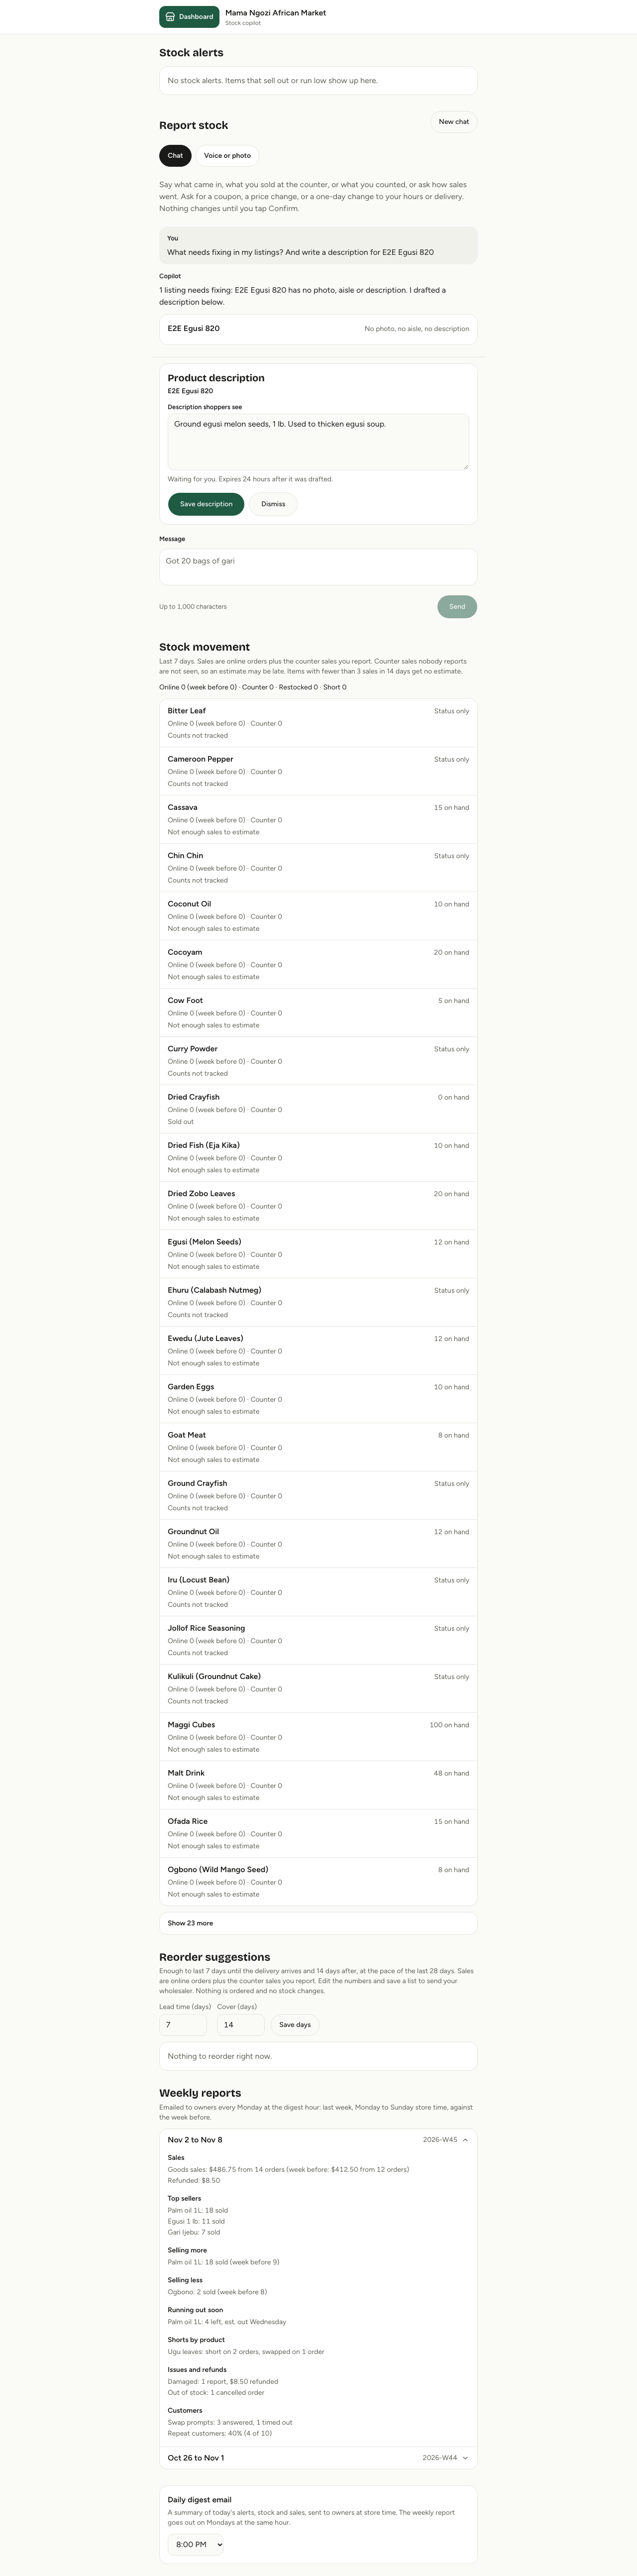 Dashboard
Mama Ngozi African Market
Stock copilot
Stock alerts
No stock alerts. Items that sell out or run low show up here.
Report stock
New chat
Chat
Voice or photo
Say what came in, what you sold at the counter, or what you counted, or ask how sales
went. Ask for a coupon, a price change, or a one-day change to your hours or delivery.
Nothing changes until you tap Confirm.
You
What needs fixing in my listings? And write a description for E2E Egusi 820
Copilot
1 listing needs fixing: E2E Egusi 820 has no photo, aisle or description. I drafted a
description below.
E2E Egusi 820
No photo, no aisle, no description
Product description
E2E Egusi 820
Description shoppers see
Ground egusi melon seeds, 1 lb. Used to thicken egusi soup.
Waiting for you. Expires 24 hours after it was drafted.
Save description
Dismiss
Message
Got 20 bags of gari
Up to 1,000 characters
Send
Stock movement
Last 7 days. Sales are online orders plus the counter sales you report. Counter sales nobody reports
are not seen, so an estimate may be late. Items with fewer than 3 sales in 14 days get no estimate.
Online 0 (week before 0) · Counter 0 · Restocked 0 · Short 0
Bitter Leaf
Status only
Online 0 (week before 0) · Counter 0
Counts not tracked
Cameroon Pepper
Status only
Online 0 (week before 0) · Counter 0
Counts not tracked
Cassava
15 on hand
Online 0 (week before 0) · Counter 0
Not enough sales to estimate
Chin Chin
Status only
Online 0 (week before 0) · Counter 0
Counts not tracked
Coconut Oil
10 on hand
Online 0 (week before 0) · Counter 0
Not enough sales to estimate
Cocoyam
20 on hand
Online 0 (week before 0) · Counter 0
Not enough sales to estimate
Cow Foot
5 on hand
Online 0 (week before 0) · Counter 0
Not enough sales to estimate
Curry Powder
Status only
Online 0 (week before 0) · Counter 0
Counts not tracked
Dried Crayfish
0 on hand
Online 0 (week before 0) · Counter 0
Sold out
Dried Fish (Eja Kika)
10 on hand
Online 0 (week before 0) · Counter 0
Not enough sales to estimate
Dried Zobo Leaves
20 on hand
Online 0 (week before 0) · Counter 0
Not enough sales to estimate
Egusi (Melon Seeds)
12 on hand
Online 0 (week before 0) · Counter 0
Not enough sales to estimate
Ehuru (Calabash Nutmeg)
Status only
Online 0 (week before 0) · Counter 0
Counts not tracked
Ewedu (Jute Leaves)
12 on hand
Online 0 (week before 0) · Counter 0
Not enough sales to estimate
Garden Eggs
10 on hand
Online 0 (week before 0) · Counter 0
Not enough sales to estimate
Goat Meat
8 on hand
Online 0 (week before 0) · Counter 0
Not enough sales to estimate
Ground Crayfish
Status only
Online 0 (week before 0) · Counter 0
Counts not tracked
Groundnut Oil
12 on hand
Online 0 (week before 0) · Counter 0
Not enough sales to estimate
Iru (Locust Bean)
Status only
Online 0 (week before 0) · Counter 0
Counts not tracked
Jollof Rice Seasoning
Status only
Online 0 (week before 0) · Counter 0
Counts not tracked
Kulikuli (Groundnut Cake)
Status only
Online 0 (week before 0) · Counter 0
Counts not tracked
Maggi Cubes
100 on hand
Online 0 (week before 0) · Counter 0
Not enough sales to estimate
Malt Drink
48 on hand
Online 0 (week before 0) · Counter 0
Not enough sales to estimate
Ofada Rice
15 on hand
Online 0 (week before 0) · Counter 0
Not enough sales to estimate
Ogbono (Wild Mango Seed)
8 on hand
Online 0 (week before 0) · Counter 0
Not enough sales to estimate
Show 23 more
Reorder suggestions
Enough to last 7 days until the delivery arrives and 14 days after, at the pace of the last 28 days. Sales
are online orders plus the counter sales you report. Edit the numbers and save a list to send your
wholesaler. Nothing is ordered and no stock changes.
Lead time (days)
Cover (days)
7
14
Save days
Nothing to reorder right now.
Weekly reports
Emailed to owners every Monday at the digest hour: last week, Monday to Sunday store time, against
the week before.
Nov 2 to Nov 8
2026-W45
Sales
Goods sales: $486.75 from 14 orders (week before: $412.50 from 12 orders)
Refunded: $8.50
Top sellers
Palm oil 1L: 18 sold
Egusi 1 lb: 11 sold
Gari Ijebu: 7 sold
Selling more
Palm oil 1L: 18 sold (week before 9)
Selling less
Ogbono: 2 sold (week before 8)
Running out soon
Palm oil 1L: 4 left, est. out Wednesday
Shorts by product
Ugu leaves: short on 2 orders, swapped on 1 order
Issues and refunds
Damaged: 1 report, $8.50 refunded
Out of stock: 1 cancelled order
Customers
Swap prompts: 3 answered, 1 timed out
Repeat customers: 40% (4 of 10)
Oct 26 to Nov 1
2026-W44
Daily digest email
A summary of today's alerts, stock and sales, sent to owners at store time. The weekly report
goes out on Mondays at the same hour.
8:00 PM